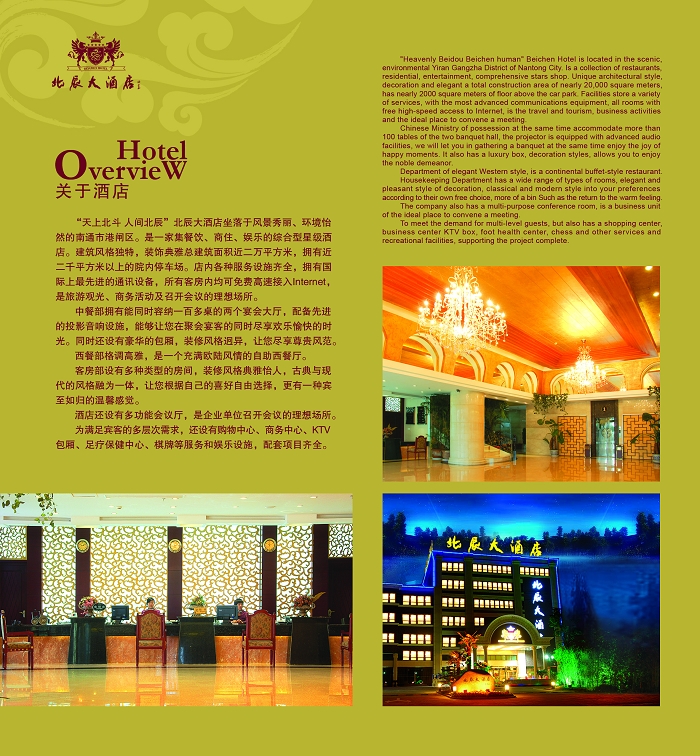 北辰大酒店
Hotel
OvervieW
关于酒店
“天上北斗 人间北辰”北辰大酒店坐落于风景秀丽、环境怡
然的南通市港闸区。是一家集餐饮、商住、娱乐的综合型星级酒
店。建筑风格独特，装饰典雅总建筑面积近二万平方米，拥有近
二千平方米以上的院内停车场。店内各种服务设施齐全，拥有国
际上最先进的通讯设备，所有客房内均可免费高速接入Internet，
是旅游观光、商务活动及召开会议的理想场所。
中餐部拥有能同时容纳一百多桌的两个宴会大厅，配备先进
的投影音响设施，能够让您在聚会宴客的同时尽享欢乐愉快的时
光。同时还设有豪华的包厢，装修风格迥异，让您尽享尊贵风范。
西餐部格调高雅，是一个充满欧陆风情的自助西餐厅。
客房部设有多种类型的房间，装修风格典雅怡人，古典与现
代的风格融为一体，让您根据自己的喜好自由选择，更有一种宾
至如归的温馨感觉。
酒店还设有多功能会议厅，是企业单位召开会议的理想场所。
为满足宾客的多层次需求，还设有购物中心、商务中心、KTV
包厢、足疗保健中心、棋牌等服务和娱乐设施，配套项目齐全。
"Heavenly Beidou Beichen human" Beichen Hotel is located in the scenic,
environmental Yiran Gangzha District of Nantong City. Is a collection of restaurants,
residential, entertainment, comprehensive stars shop. Unique architectural style,
decoration and elegant a total construction area of nearly 20,000 square meters,
has nearly 2000 square meters of floor above the car park. Facilities store a variety
of services, with the most advanced communications equipment, all rooms with
free high-speed access to Internet, is the travel and tourism, business activities
and the ideal place to convene a meeting.
Chinese Ministry of possession at the same time accommodate more than
100 tables of the two banquet hall, the projector is equipped with advanced audio
facilities, we will let you in gathering a banquet at the same time enjoy the joy of
happy moments. It also has a luxury box, decoration styles, allows you to enjoy
the noble demeanor.
Department of elegant Western style, is a continental buffet-style restaurant.
Housekeeping Department has a wide range of types of rooms, elegant and
pleasant style of decoration, classical and modern style into your preferences
according to their own free choice, more of a bin Such as the return to the warm feeling.
The company also has a multi-purpose conference room, is a business unit
of the ideal place to convene a meeting.
To meet the demand for multi-level guests, but also has a shopping center,
business center KTV box, foot health center, chess and other services and
recreational facilities, supporting the project complete.
北辰大酒店
北辰大酒店